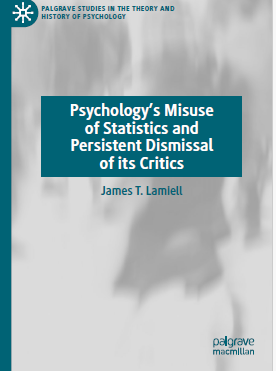 PALGRAVE STUDIES IN THE THEORY AND
HISTORY OF PSYCHOLOGY
Psychology's Misuse
of Statistics and
Persistent Dismissal
of its Critics
James T. Lamiell
palgrave
macmillan